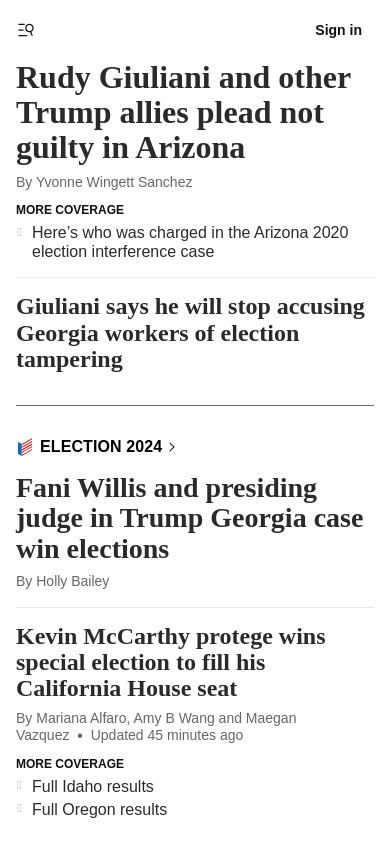 Sign in
Rudy Giuliani and other
Trump allies plead not
guilty in Arizona
By Yvonne Wingett Sanchez
MORE COVERAGE
Here’s who was charged in the Arizona 2020
election interference case
Giuliani says he will stop accusing
Georgia workers of election
tampering
ELECTION 2024
Fani Willis and presiding
judge in Trump Georgia case
win elections
By Holly Bailey
Kevin McCarthy protege wins
special election to fill his
California House seat
By Mariana Alfaro, Amy B Wang and Maegan
Vazquez • Updated 45 minutes ago
MORE COVERAGE
Full Idaho results
Full Oregon results